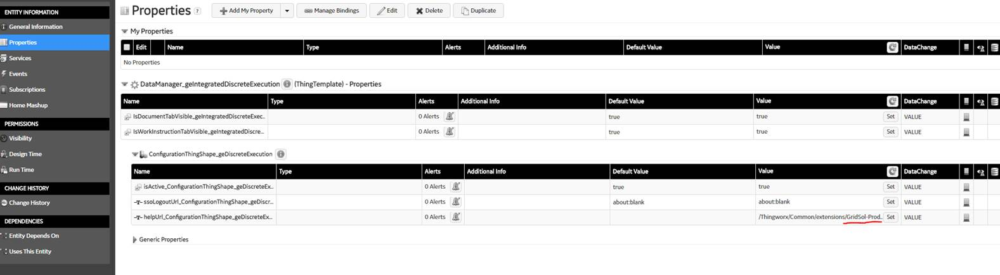 ENTITY INFORMATION
General Information
Properties
Services
Events
Subscriptions
Home Mashup
PERMISSIONS
Visibility
Design Time
Run Time
CHANGE HISTORY
Change History
DEPENDENCIES
Entity Depends On
Uses This Entity
Properties ? Add My Property Manage Bindings Edit Delete Duplicate
My Properties
Edit Name Type Alerts Additional Info Default Value Value DataChange
No Properties
DataManager_geIntegratedDiscreteExecution (ThingTemplate) - Properties
Name Type Alerts Additional Info Default Value Value DataChange
IsDocumentTabVisible_geIntegratedDiscreteExec... 0 Alerts true true Set VALUE
IsWorkInstructionTabVisible_geIntegratedDiscre... 0 Alerts true true Set VALUE
ConfigurationThingShape_geDiscreteExecution
Name Type Alerts Additional Info Default Value Value DataChange
isActive_ConfigurationThingShape_geDiscreteEx... 0 Alerts true true Set VALUE
-T- ssoLogoutUrl_ConfigurationThingShape_geDiscr... 0 Alerts about:blank about:blank Set VALUE
-T- helpUrl_ConfigurationThingShape_geDiscreteEx... 0 Alerts /Thingworx/Common/extensions/GridSol-Prod.. Set VALUE
Generic Properties